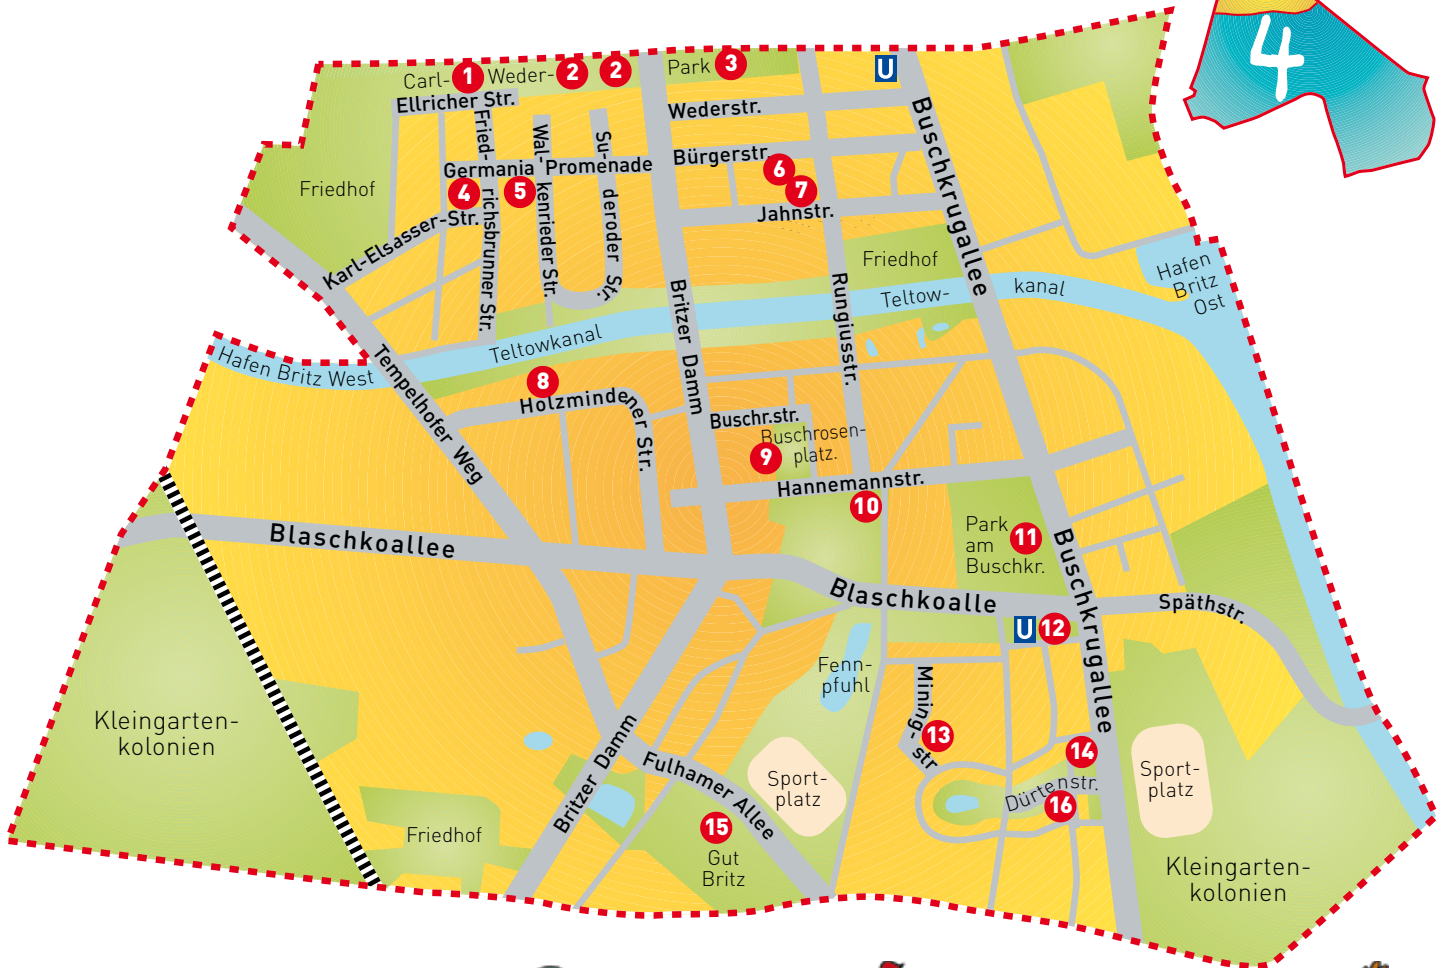 4
Carl-
1
Weder-
2
2
Park
3
U
Ellricher Str.
Wederstr.
Fried-
richsbrunner Str.
Wal-
kenrieder Str.
Su-
deroder Str.
Germania
Promenade
Bürgerstr.
6
7
Jahnstr.
Friedhof
4
5
Karl-Elsasser-Str.
Buschkrugallee
Friedhof
Hafen
Britz
Ost
Teltow-
kanal
Teltowkanal
Britzer Damm
Rungiusstr.
Hafen Britz West
Tempelhofer Weg
8
Holzmindener Str.
Buschr.str.
Buschrosen-
platz.
9
Hannemannstr.
10
Park
am
Buschkr.
11
Blaschkoallee
Blaschkoalle
Buschkrugallee
Späthstr.
U
12
Fenn-
pfuhl
Mining-
str
13
Kleingarten-
kolonien
Britzer Damm
Fulhamer Allee
Sport-
platz
14
Dürtenstr.
16
Sport-
platz
Friedhof
15
Gut
Britz
Kleingarten-
kolonien